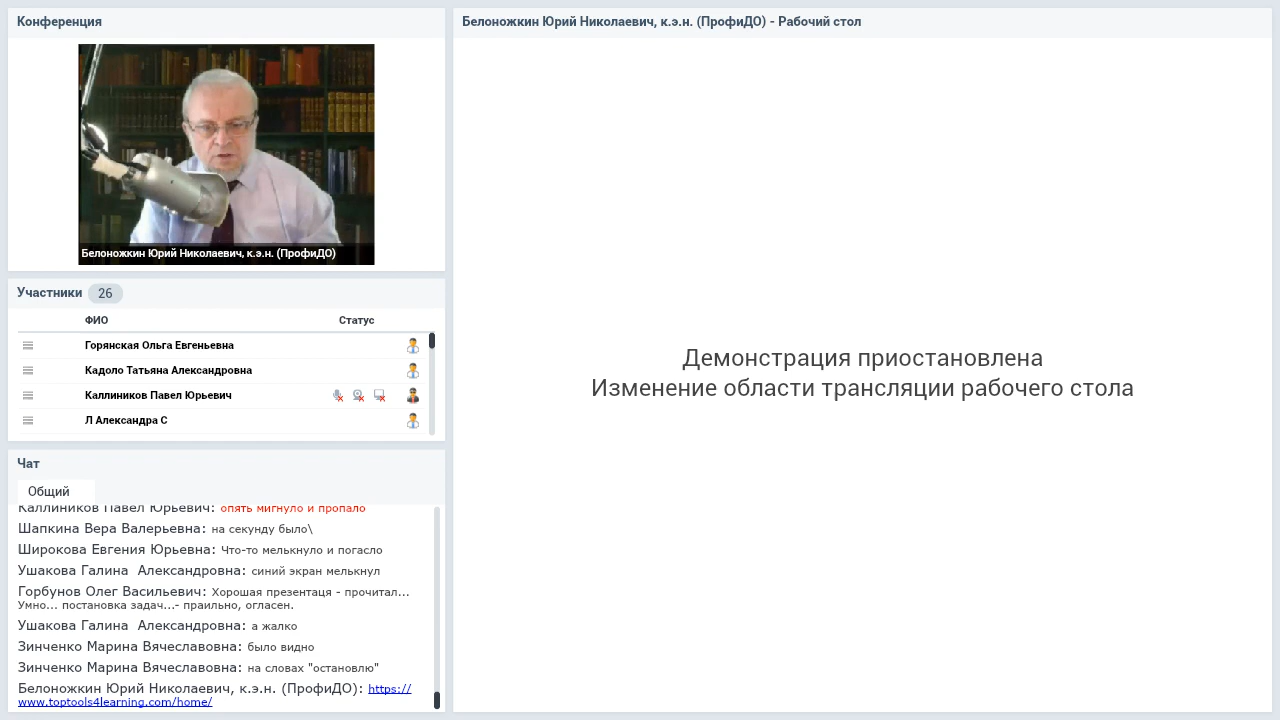 Конференция
Белоножкин Юрий Николаевич, к.э.н. (ПрофиДО)
Участники 26
ФИО Статус
Горянская Ольга Евгеньевна
Кадоло Татьяна Александровна
Каллиников Павел Юрьевич
Л Александра С
Чат
Общий
Каллиников Павел Юрьевич: опять мигнуло и пропало
Шапкина Вера Валерьевна: на секунду было\
Широкова Евгения Юрьевна: Что-то мелькнуло и погасло
Ушакова Галина  Александровна: синий экран мелькнул
Горбунов Олег Васильевич: Хорошая презентаця - прочитал...
Умно... постановка задач...- праильно, огласен.
Ушакова Галина  Александровна: а жалко
Зинченко Марина Вячеславовна: было видно
Зинченко Марина Вячеславовна: на словах "остановлю"
Белоножкин Юрий Николаевич, к.э.н. (ПрофиДО): https://
www.toptools4learning.com/home/
Белоножкин Юрий Николаевич, к.э.н. (ПрофиДО) - Рабочий стол
Демонстрация приостановлена
Изменение области трансляции рабочего стола